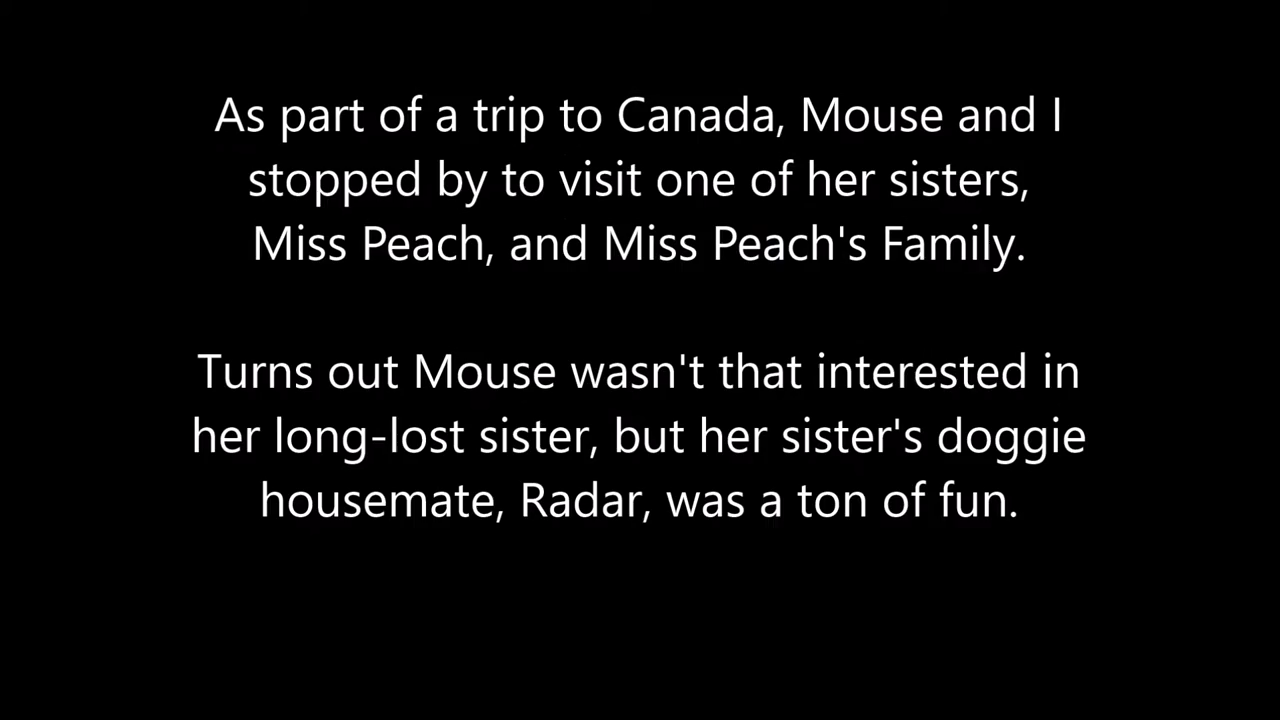 As part of a trip to Canada, Mouse and I
stopped by to visit one of her sisters,
Miss Peach, and Miss Peach's Family.
Turns out Mouse wasn't that interested in
her long-lost sister, but her sister's doggie
housemate, Radar, was a ton of fun.